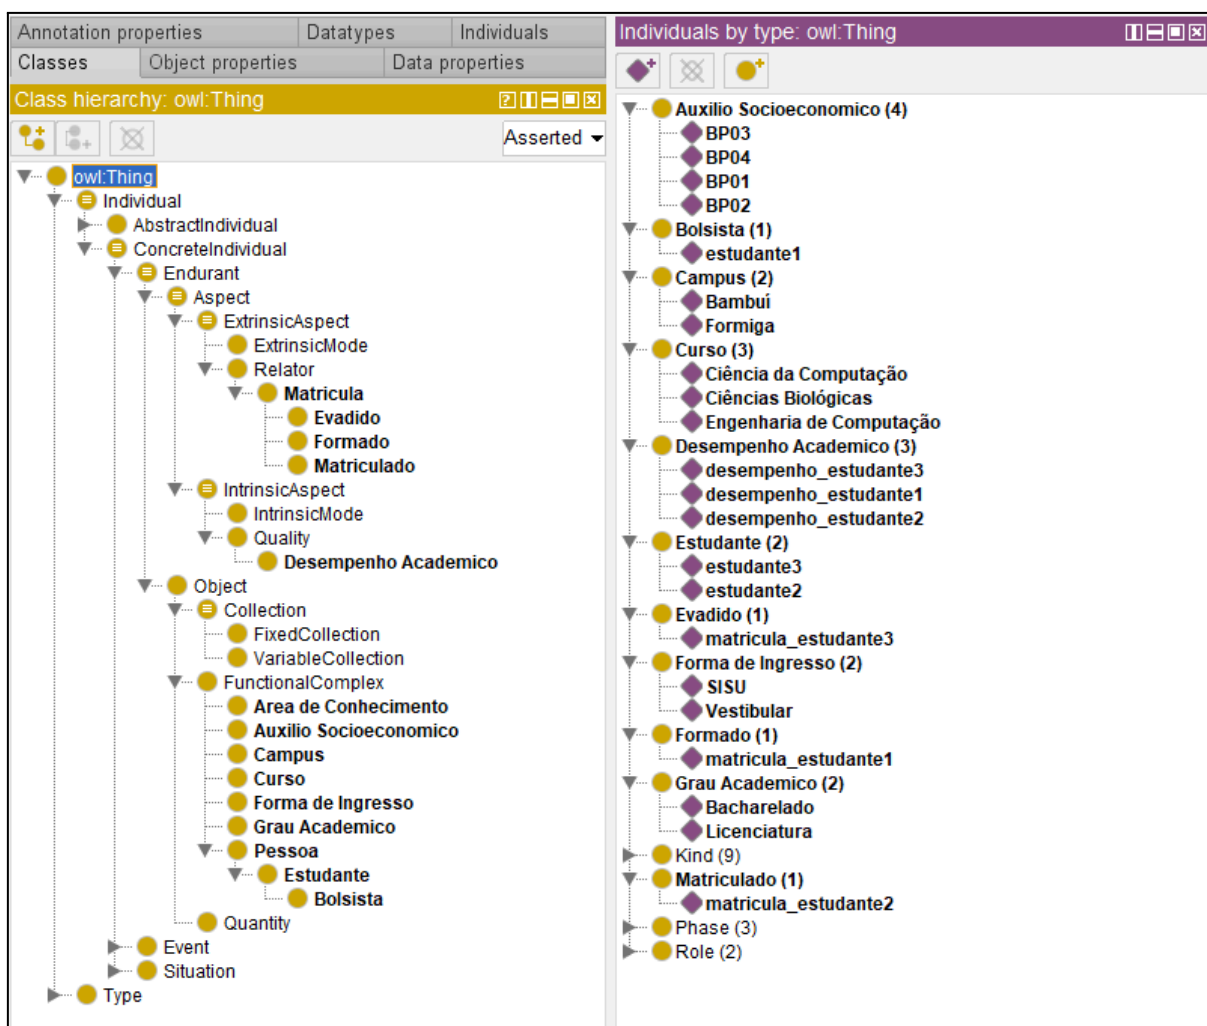 Annotation properties
Datatypes
Individuals
Classes
Object properties
Data properties
Class hierarchy: owl:Thing
Asserted
owl:Thing
Individual
AbstractIndividual
ConcreteIndividual
Endurant
Aspect
ExtrinsicAspect
ExtrinsicMode
Relator
Matricula
Evadido
Formado
Matriculado
IntrinsicAspect
IntrinsicMode
Quality
Desempenho Academico
Object
Collection
FixedCollection
VariableCollection
FunctionalComplex
Area de Conhecimento
Auxilio Socioeconomico
Campus
Curso
Forma de Ingresso
Grau Academico
Pessoa
Estudante
Bolsista
Quantity
Event
Situation
Type
Individuals by type: owl:Thing
Auxilio Socioeconomico (4)
BP03
BP04
BP01
BP02
Bolsista (1)
estudante1
Campus (2)
Bambuí
Formiga
Curso (3)
Ciência da Computação
Ciências Biológicas
Engenharia de Computação
Desempenho Academico (3)
desempenho_estudante3
desempenho_estudante1
desempenho_estudante2
Estudante (2)
estudante3
estudante2
Evadido (1)
matricula_estudante3
Forma de Ingresso (2)
SISU
Vestibular
Formado (1)
matricula_estudante1
Grau Academico (2)
Bacharelado
Licenciatura
Kind (9)
Matriculado (1)
matricula_estudante2
Phase (3)
Role (2)